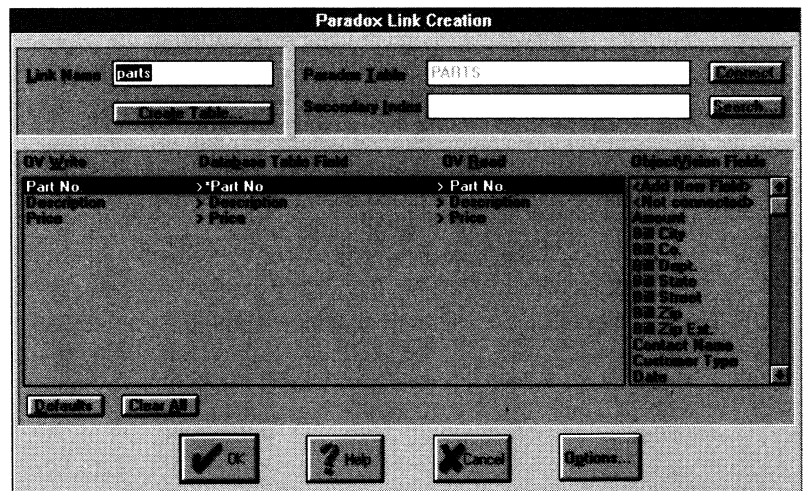 Paradox Link Creation
Link Name parts
Create Table...
Paradox Table PARTS Connect
Secondary Index Search...
OV Write Database Table Field OV Read ObjectVision Fields
Part No. >*Part No > Part No.
Description > Description > Description
Price > Price > Price
<Add New Field>
<Not connected>
Amount
Bill City
Bill Co.
Bill Dept.
Bill State
Bill Street
Bill Zip
Bill Zip Ext.
Contact Name
Customer Type
Date
Defaults Clear All
OK ? Help Cancel Options...